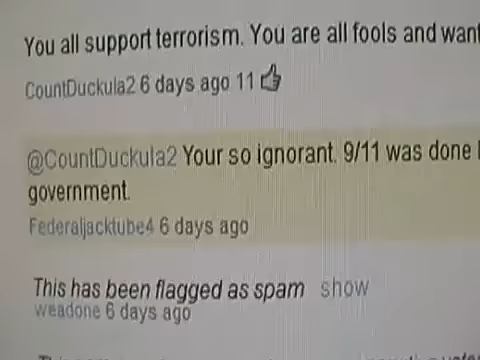 You all support terrorism. You are all fools and want
CountDuckula2 6 days ago 11
@CountDuckula2 Your so ignorant. 9/11 was done
government.
Federaljacktube4 6 days ago
This has been flagged as spam show
weadone 6 days ago